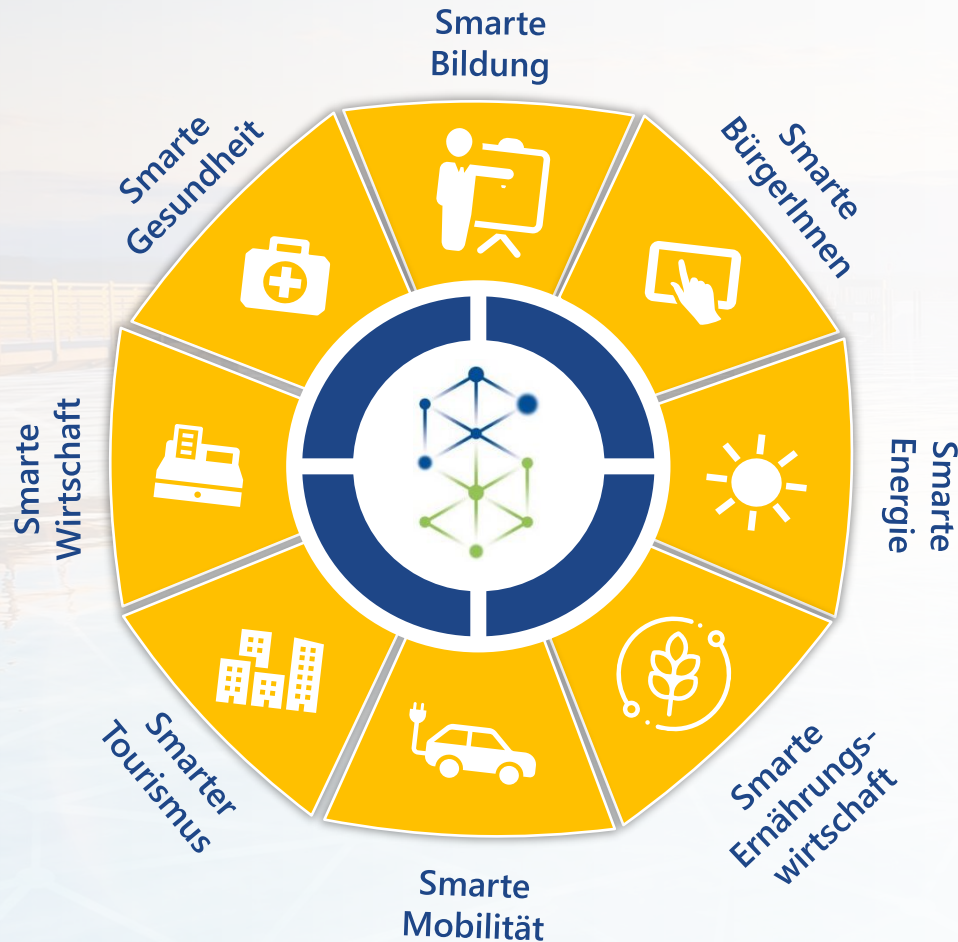 Smarte
Bildung
Smarte
BürgerInnen
Smarte
Energie
Smarte
Ernährungs-
wirtschaft
Smarte
Mobilität
Smarter
Tourismus
Smarte
Wirtschaft
Smarte
Gesundheit